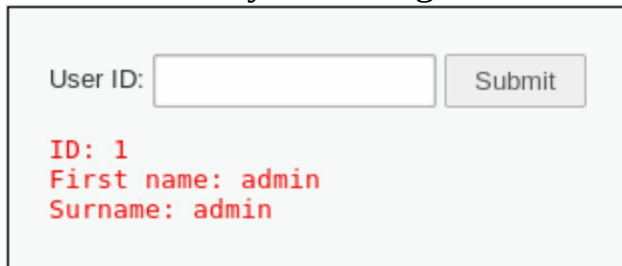 User ID: Submit
ID: 1
First name: admin
Surname: admin